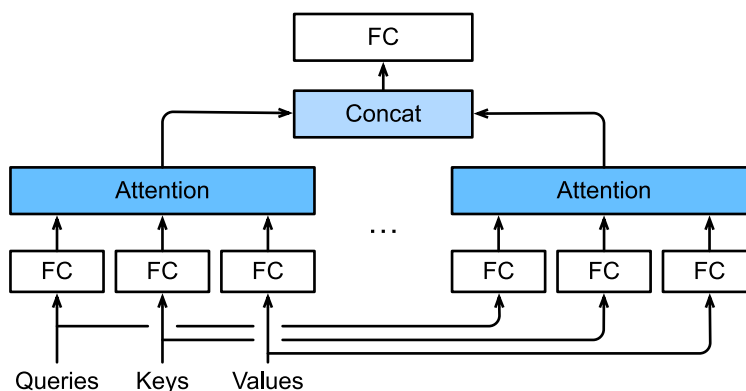 FC
Concat
Attention
Attention
...
FC
FC
FC
FC
FC
FC
Queries
Keys
Values